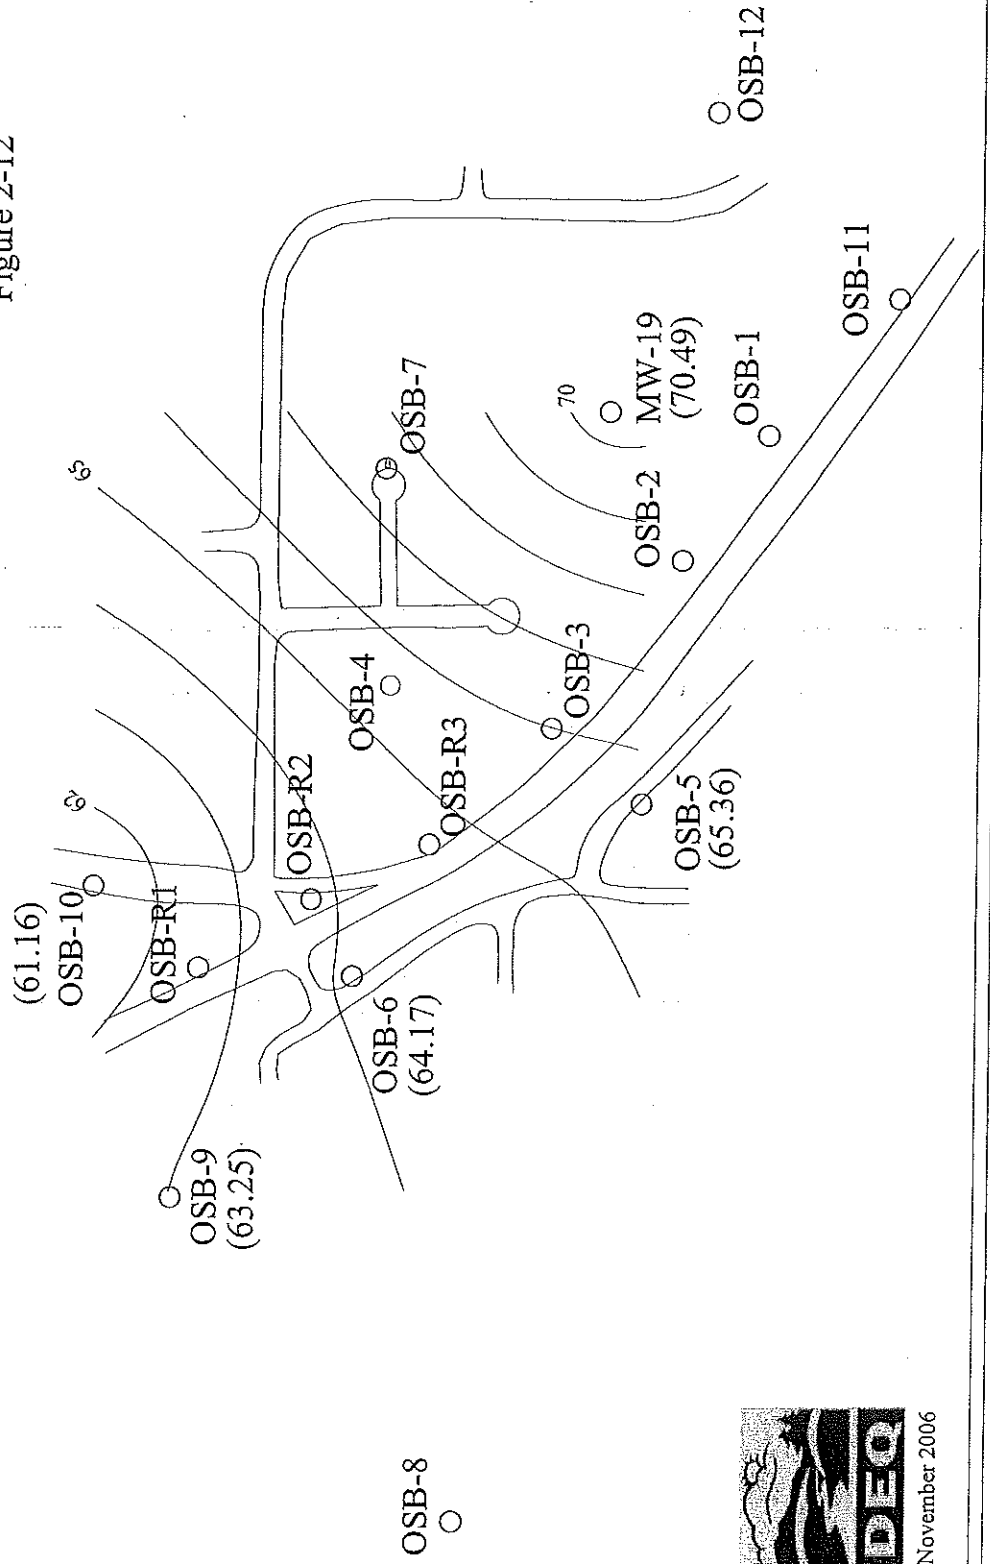 Figure 2-12
(61.16)
OSB-10
62
65
OSB-R1
OSB-9
(63.25)
OSB-R2
OSB-4
OSB-7
OSB-6
(64.17)
OSB-R3
OSB-8
OSB-3
70
MW-19
(70.49)
OSB-2
OSB-5
(65.36)
OSB-1
OSB-12
OSB-11
DEQ
November 2006